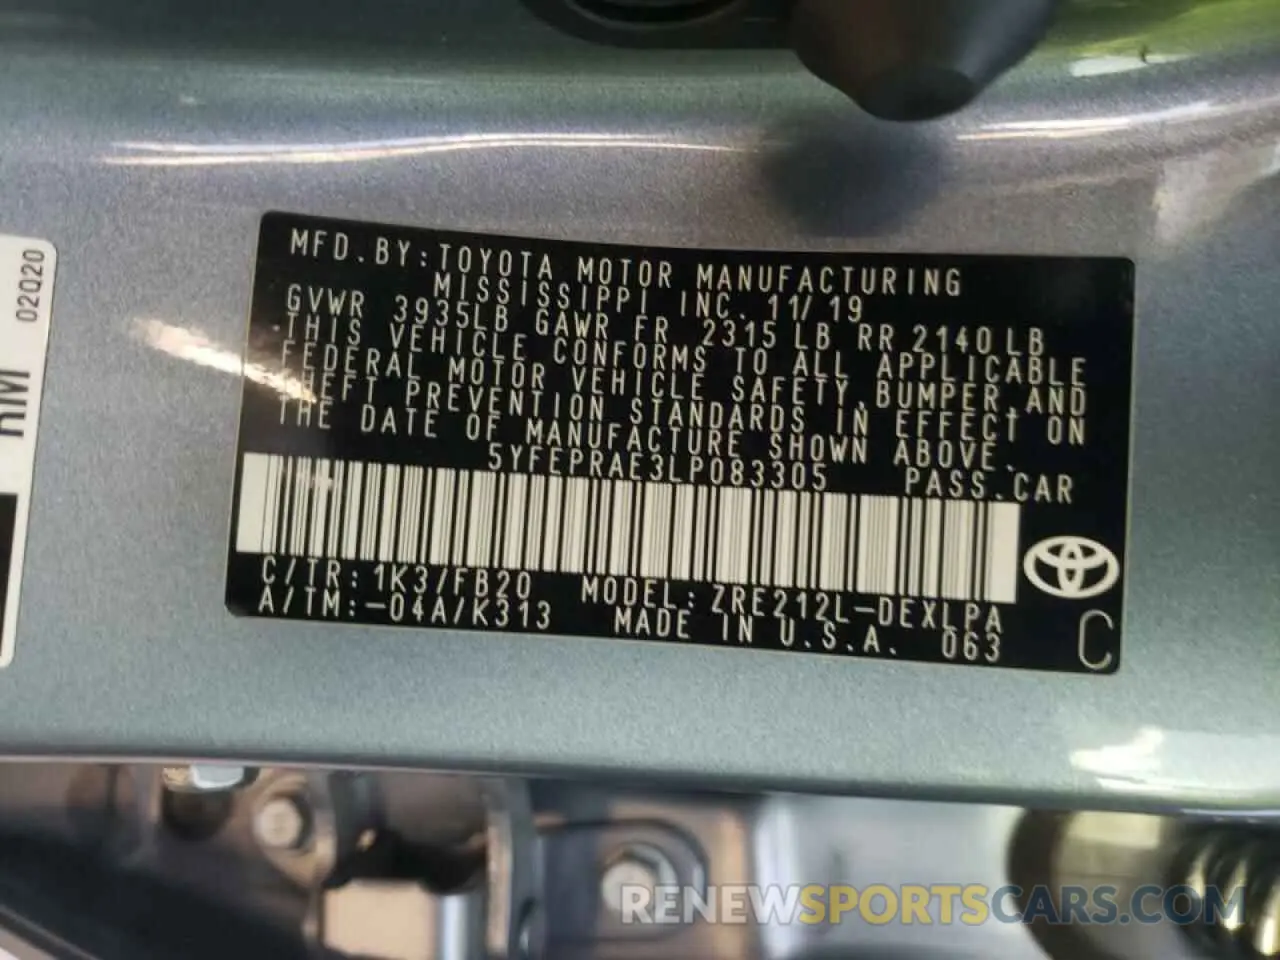 MFD.BY:TOYOTA MOTOR MANUFACTURING
MISSISSIPPI INC. 11/19
GVWR 3935LB GAWR FR 2315 LB RR 2140 LB
THIS VEHICLE CONFORMS TO ALL APPLICABLE
FEDERAL MOTOR VEHICLE SAFETY,BUMPER,AND
THEFT PREVENTION STANDARDS IN EFFECT ON
THE DATE OF MANUFACTURE SHOWN ABOVE.
5YFEPRAE3LP083305 PASS.CAR
C/TR:1K3/FB20 MODEL:ZRE212L-DEXLPA
A/TM:-04A/K313 MADE IN U.S.A. 063
C
02Q20
RM
RENEWSPORTSCARS.COM